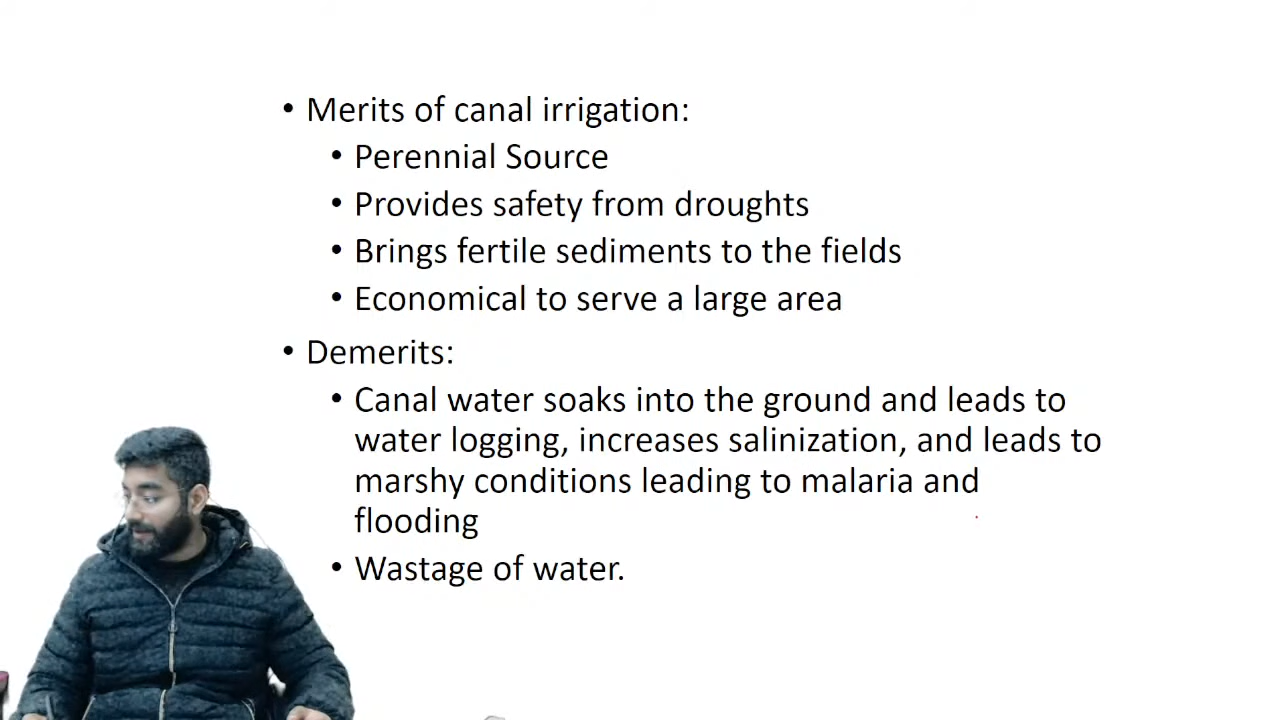 • Merits of canal irrigation:
• Perennial Source
• Provides safety from droughts
• Brings fertile sediments to the fields
• Economical to serve a large area
• Demerits:
• Canal water soaks into the ground and leads to
water logging, increases salinization, and leads to
marshy conditions leading to malaria and
flooding
• Wastage of water.